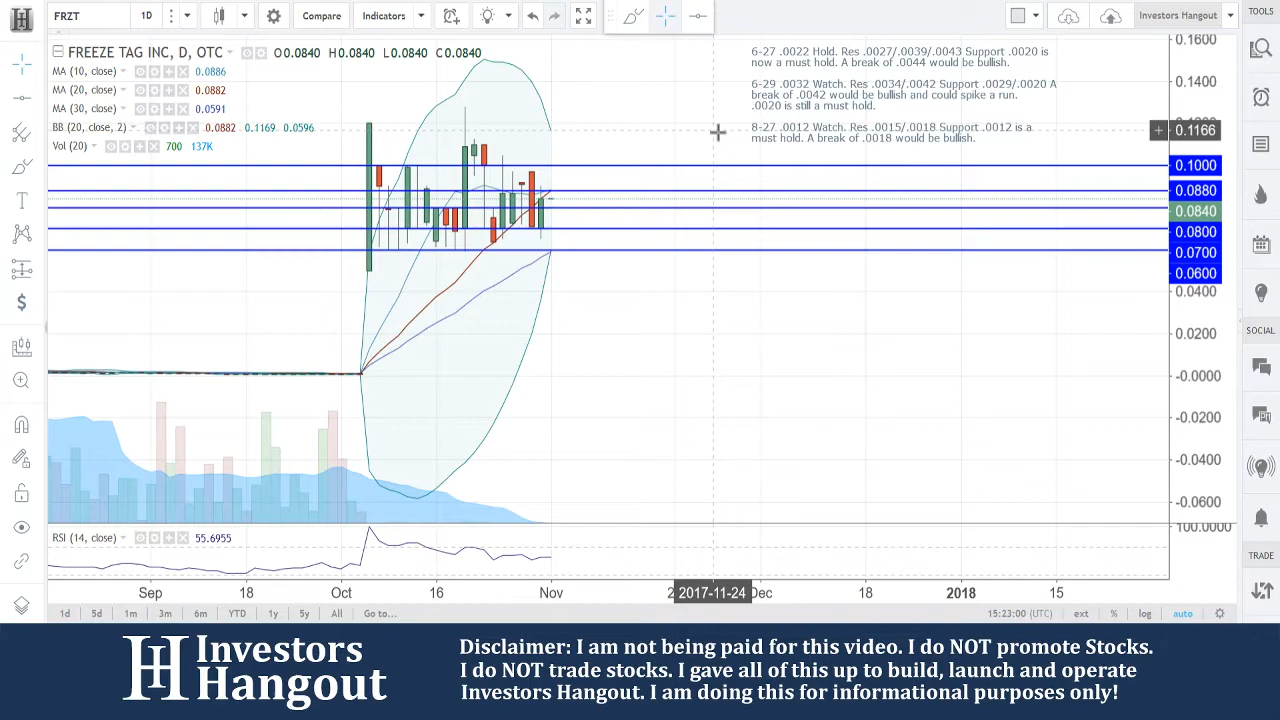 FRZT 1D Compare Indicators Investors Hangout
FREEZE TAG INC, D, OTC O0.0840 H0.0840 L0.0840 C0.0840
MA (10, close) 0.0886
MA (20, close) 0.0882
MA (30, close) 0.0591
BB (20, close, 2) 0.0882 0.1169 0.0596
Vol (20) 700 137K
6-27 .0022 Hold. Res .0027/.0039/.0043 Support .0020 is
now a must hold. A break of .0044 would be bullish.
6-29 .0032 Watch. Res .0034/.0042 Support .0029/.0020 A
break of .0042 would be bullish and could spike a run.
.0020 is still a must hold.
8-27 .0012 Watch. Res .0015/.0018 Support .0012 is a
must hold. A break of .0018 would be bullish.
0.1600
0.1400
0.1166
0.1000
0.0880
0.0840
0.0800
0.0700
0.0600
0.0400
0.0200
-0.0000
-0.0200
-0.0400
-0.0600
100.0000
TOOLS
SOCIAL
TRADE
RSI (14, close) 55.6955
Sep 18 Oct 16 Nov 2017-11-24 Dec 18 2018 15
1d 5d 1m 3m 6m YTD 1y 5y All Go to... 15:23:00 (UTC) ext % log auto
H Investors
Hangout
Disclaimer: I am not being paid for this video. I do NOT promote Stocks.
I do NOT trade stocks. I gave all of this up to build, launch and operate
Investors Hangout. I am doing this for informational purposes only!